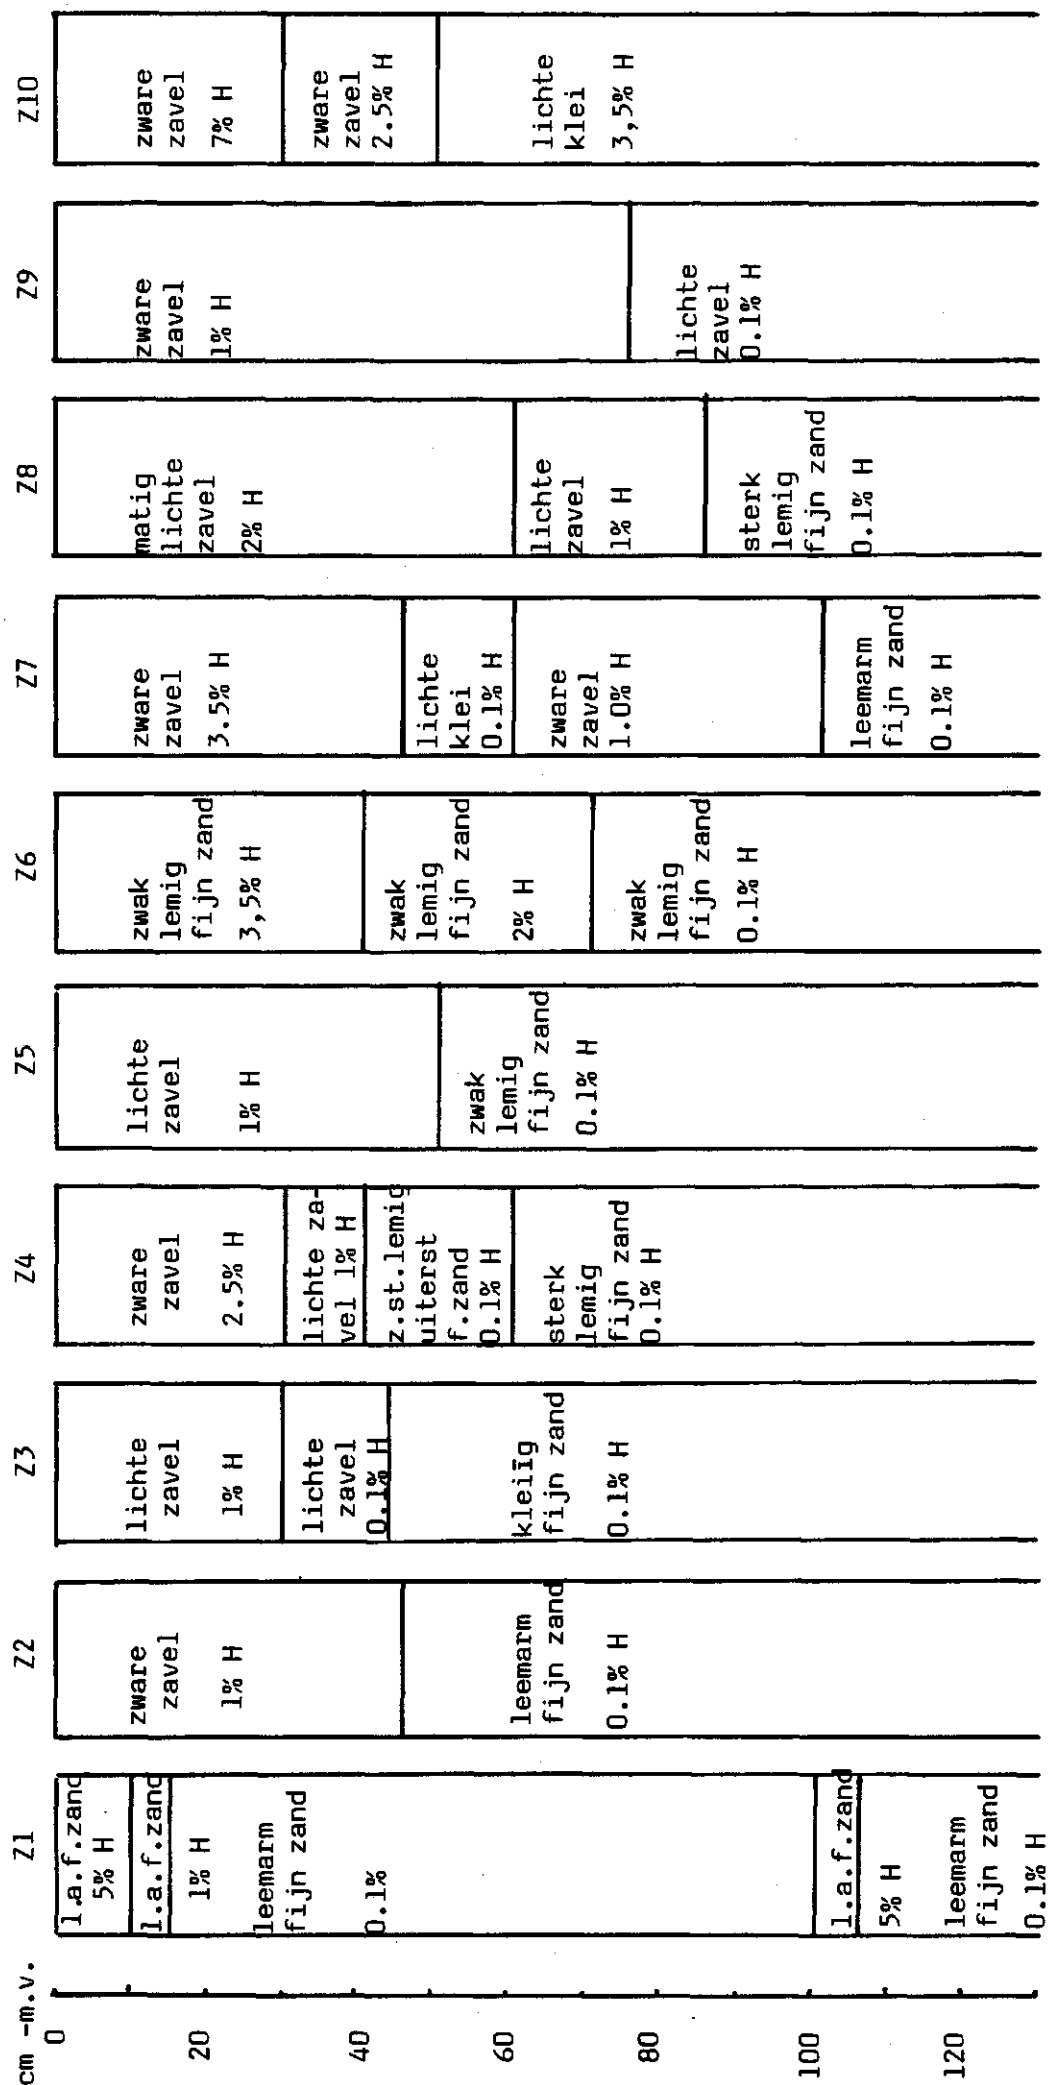 cm -m.v.
0
20
40
60
80
100
120
Z1
l.a.f.zand
5% H
l.a.f.zand
1% H
leemarm
fijn zand
0.1%
l.a.f.zand
5% H
leemarm
fijn zand
0.1% H
Z2
zware
zavel
1% H
leemarm
fijn zand
0.1% H
Z3
lichte
zavel
1% H
lichte
zavel
0.1% H
kleiïg
fijn zand
0.1% H
Z4
zware
zavel
2.5% H
lichte za-
vel 1% H
z.st.lemig
uiterst
f.zand
0.1% H
sterk
lemig
fijn zand
0.1% H
Z5
lichte
zavel
1% H
zwak
lemig
fijn zand
0.1% H
Z6
zwak
lemig
fijn zand
3,5% H
zwak
lemig
fijn zand
2% H
zwak
lemig
fijn zand
0.1% H
Z7
zware
zavel
3.5% H
lichte
klei
0.1% H
zware
zavel
1.0% H
leemarm
fijn zand
0.1% H
Z8
matig
lichte
zavel
2% H
lichte
zavel
1% H
sterk
lemig
fijn zand
0.1% H
Z9
zware
zavel
1% H
lichte
zavel
0.1% H
Z10
zware
zavel
7% H
zware
zavel
2.5% H
lichte
klei
3,5% H